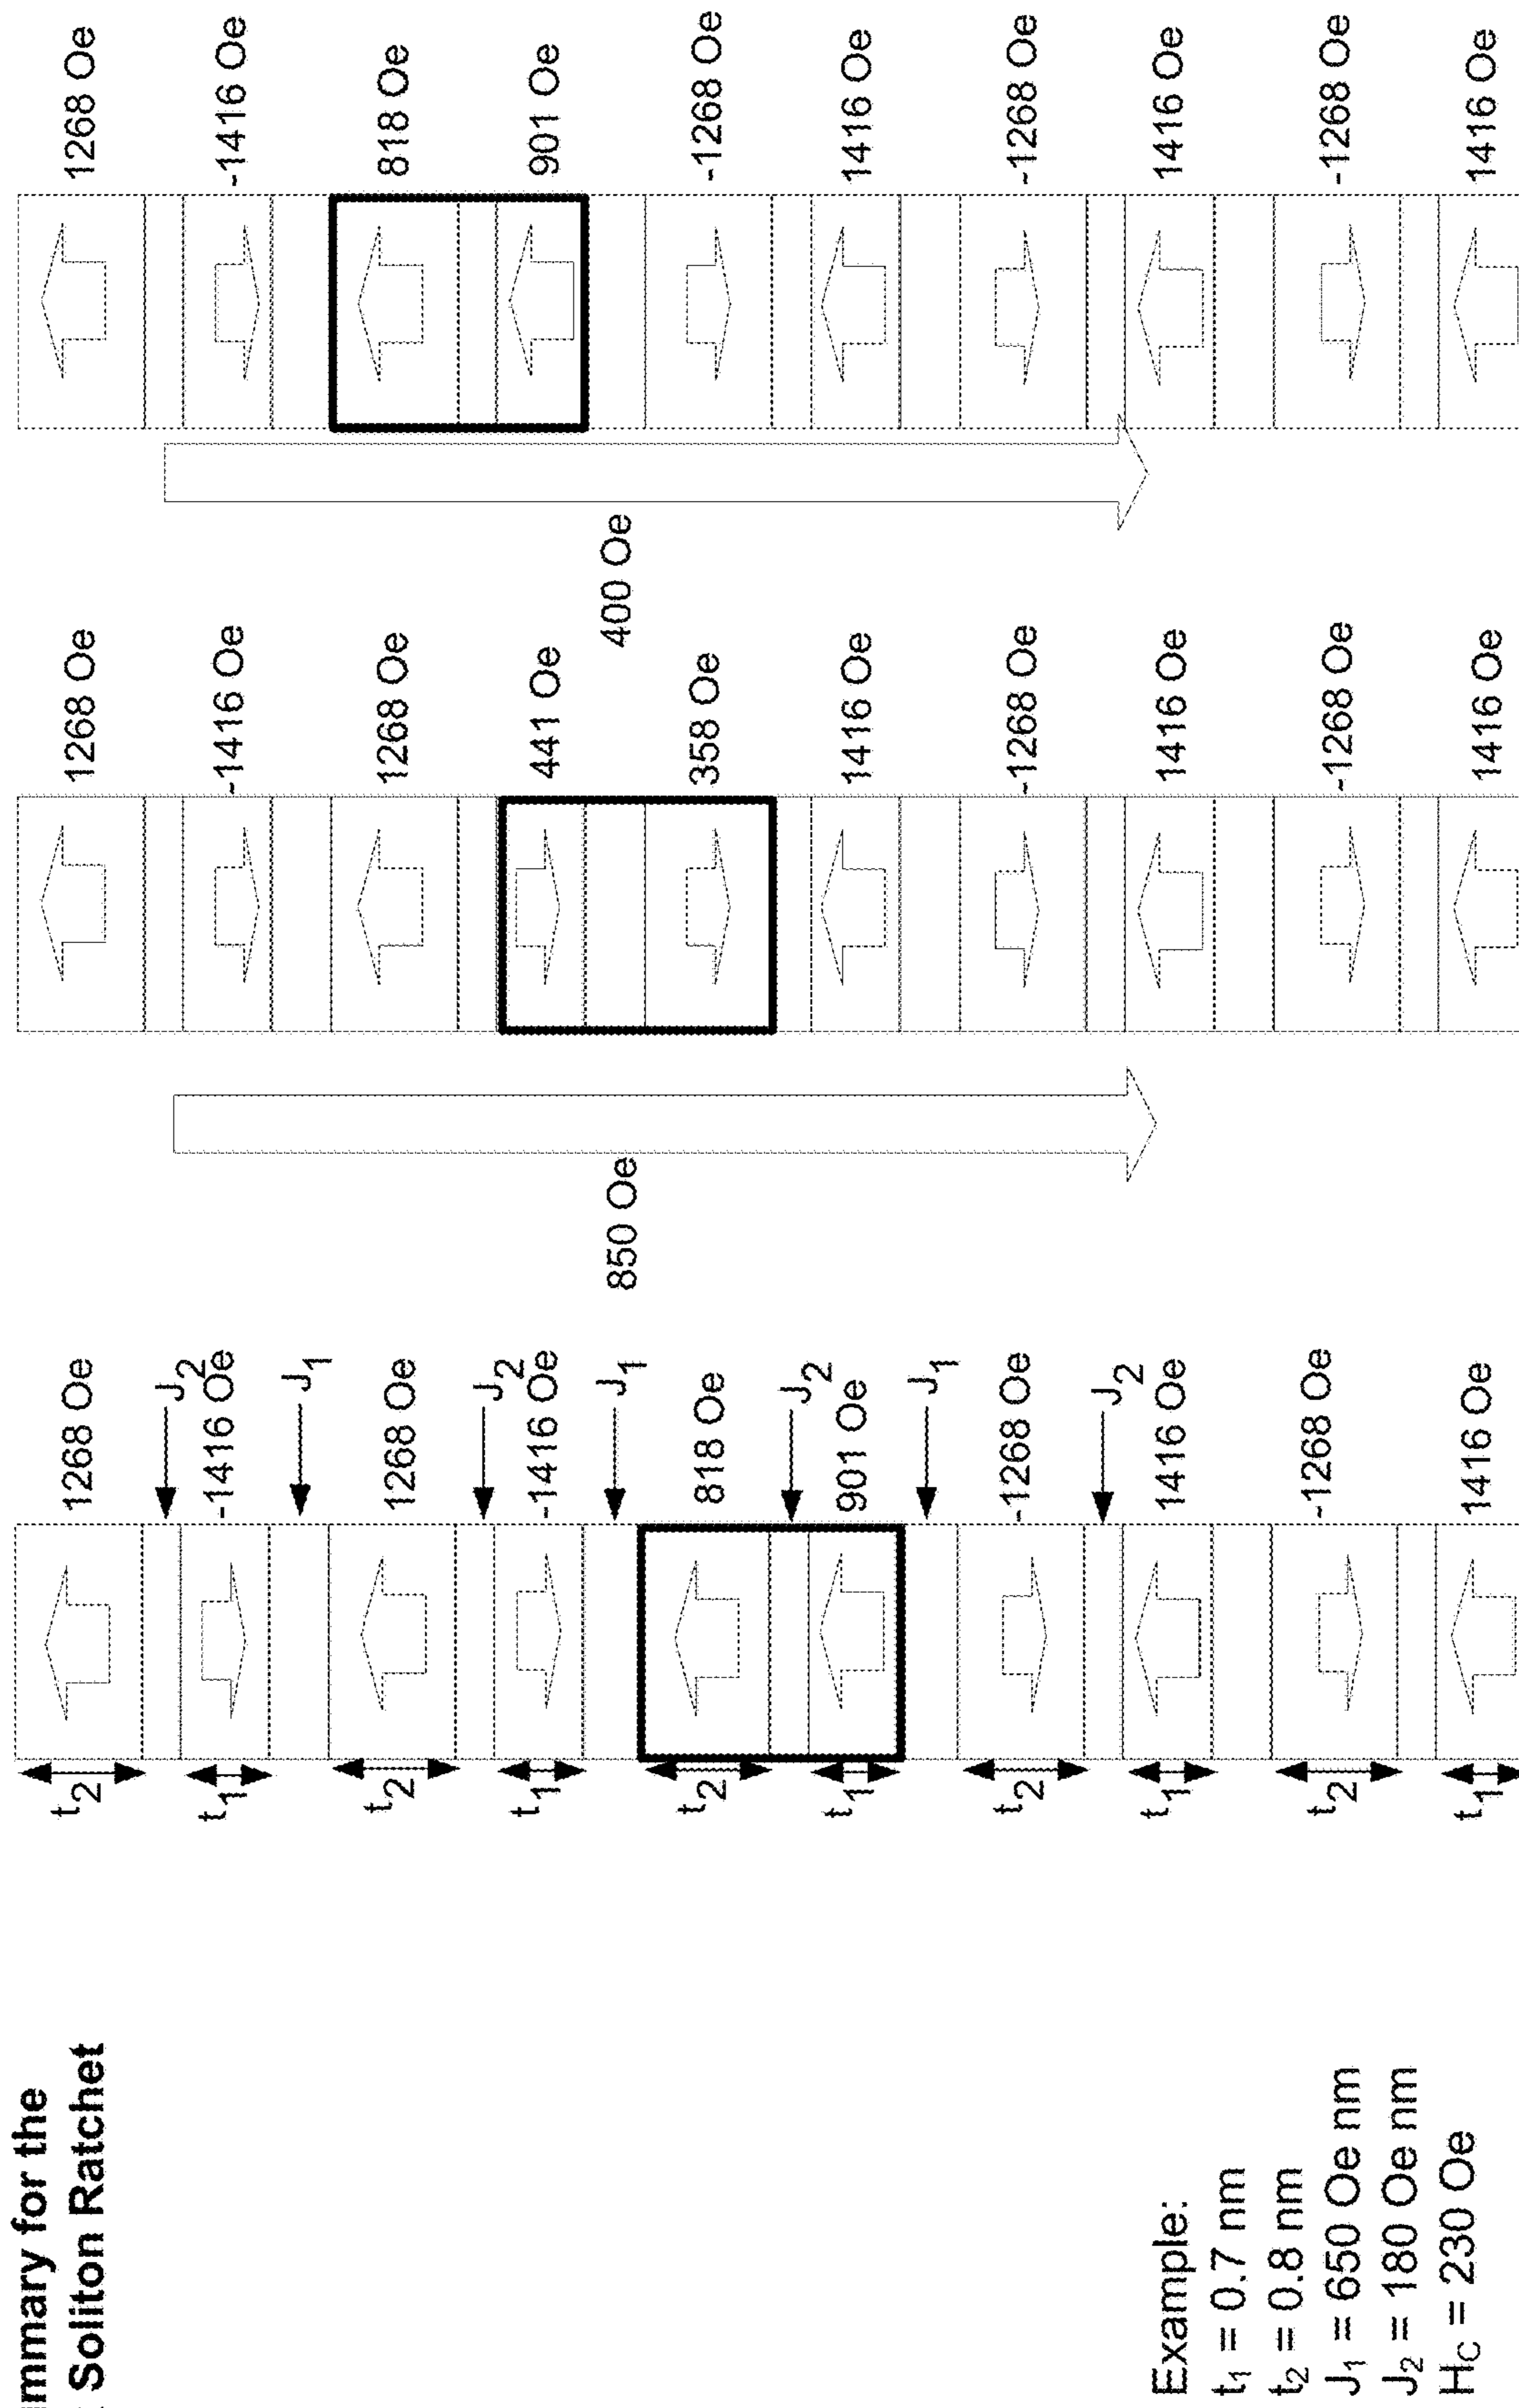 mmary for the
Soliton Ratchet
Example:
t1 = 0.7 nm
t2 = 0.8 nm
J1 = 650 Oe nm
J2 = 180 Oe nm
HC = 230 Oe
t2
t1
t2
t1
t2
t1
t2
t1
t2
t1
1268 Oe
J2
-1416 Oe
J1
1268 Oe
J2
-1416 Oe
J1
818 Oe
J2
901 Oe
J1
-1268 Oe
J2
1416 Oe
-1268 Oe
1416 Oe
850 Oe
1268 Oe
-1416 Oe
1268 Oe
441 Oe
358 Oe
1416 Oe
-1268 Oe
1416 Oe
-1268 Oe
1416 Oe
400 Oe
1268 Oe
-1416 Oe
818 Oe
901 Oe
-1268 Oe
1416 Oe
-1268 Oe
1416 Oe
-1268 Oe
1416 Oe